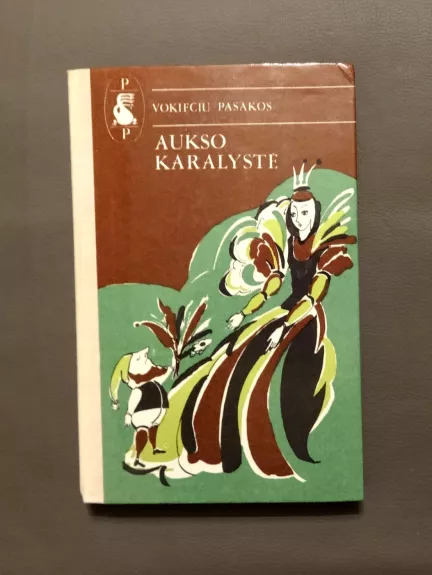 P
P
VOKIEČIŲ PASAKOS
AUKSO
KARALYSTĖ